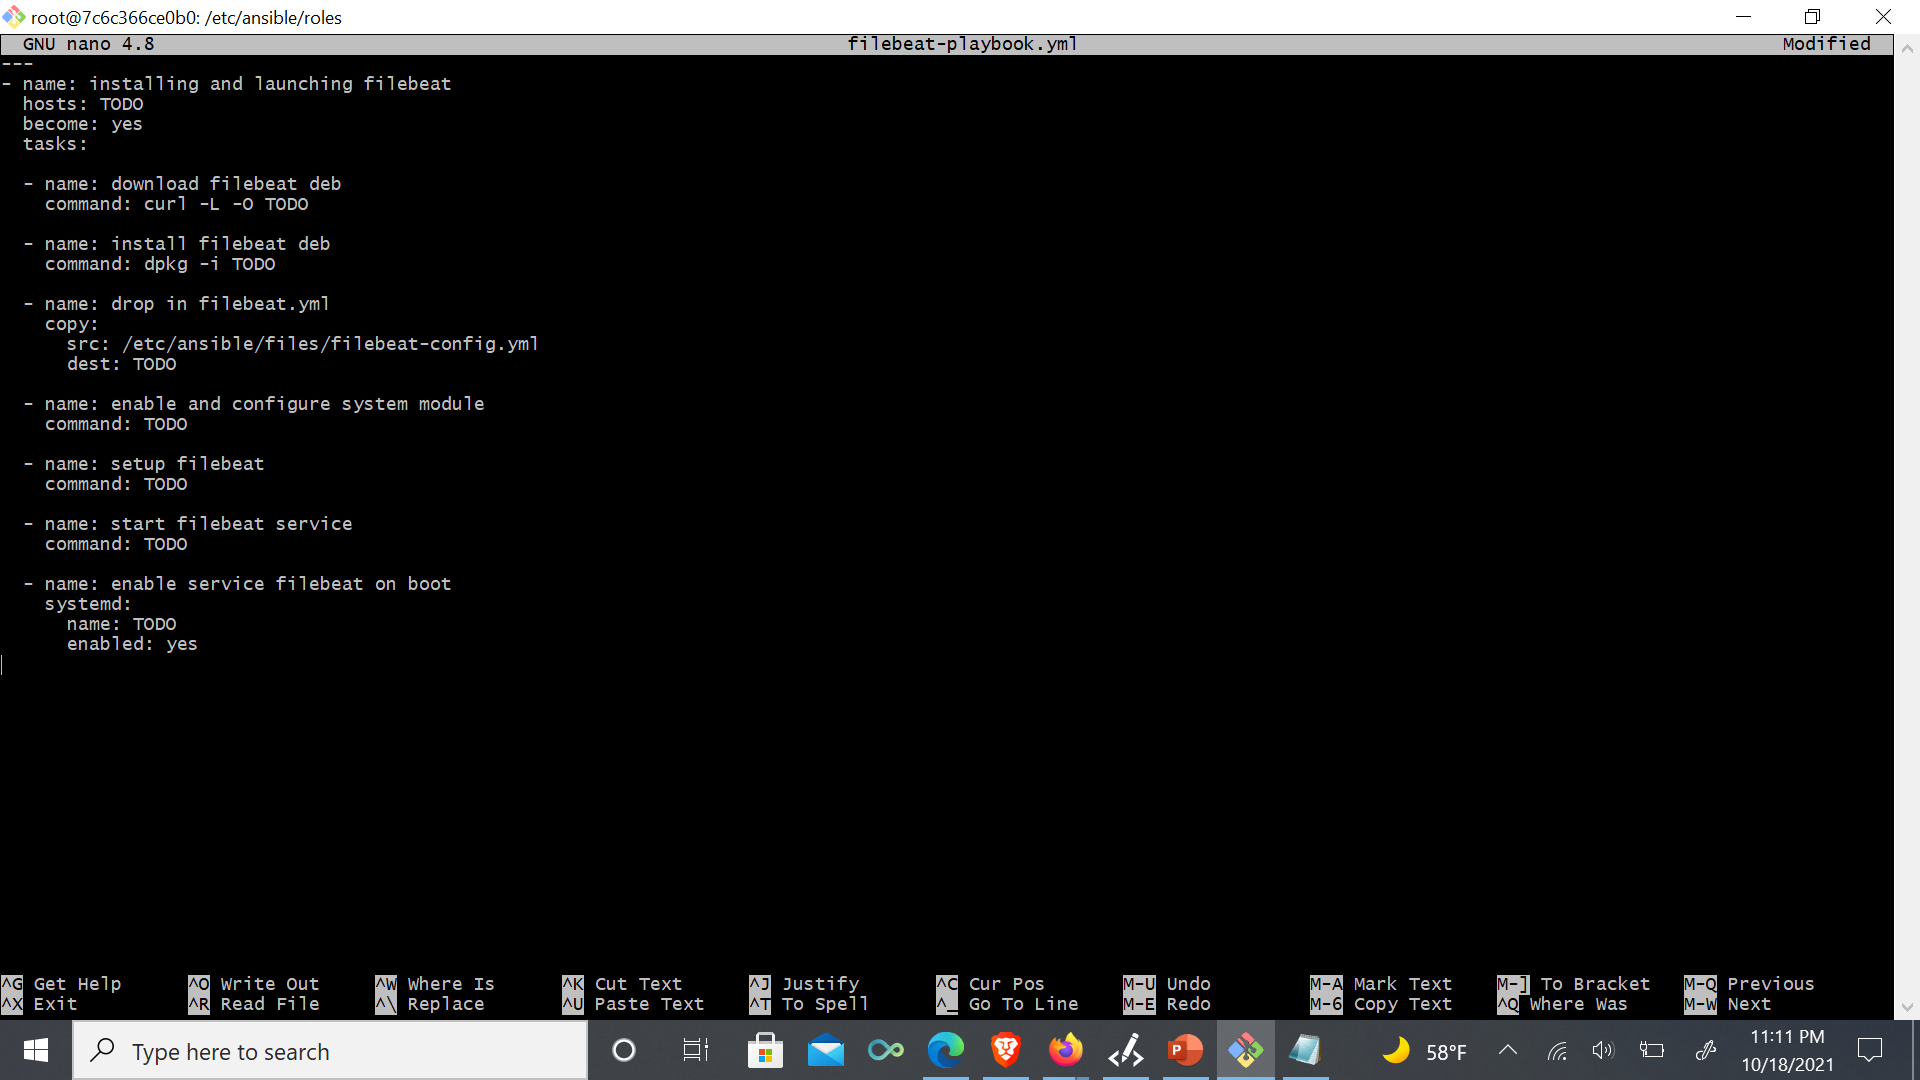 root@7c6c366ce0b0: /etc/ansible/roles
GNU nano 4.8 filebeat-playbook.yml Modified
---
- name: installing and launching filebeat
  hosts: TODO
  become: yes
  tasks:

  - name: download filebeat deb
    command: curl -L -O TODO

  - name: install filebeat deb
    command: dpkg -i TODO

  - name: drop in filebeat.yml
    copy:
      src: /etc/ansible/files/filebeat-config.yml
      dest: TODO

  - name: enable and configure system module
    command: TODO

  - name: setup filebeat
    command: TODO

  - name: start filebeat service
    command: TODO

  - name: enable service filebeat on boot
    systemd:
      name: TODO
      enabled: yes

^G Get Help ^O Write Out ^W Where Is ^K Cut Text ^J Justify ^C Cur Pos M-U Undo M-A Mark Text M-] To Bracket M-Q Previous
^X Exit ^R Read File ^\ Replace ^U Paste Text ^T To Spell ^_ Go To Line M-E Redo M-6 Copy Text ^Q Where Was M-W Next
Type here to search P 58°F 11:11 PM
10/18/2021